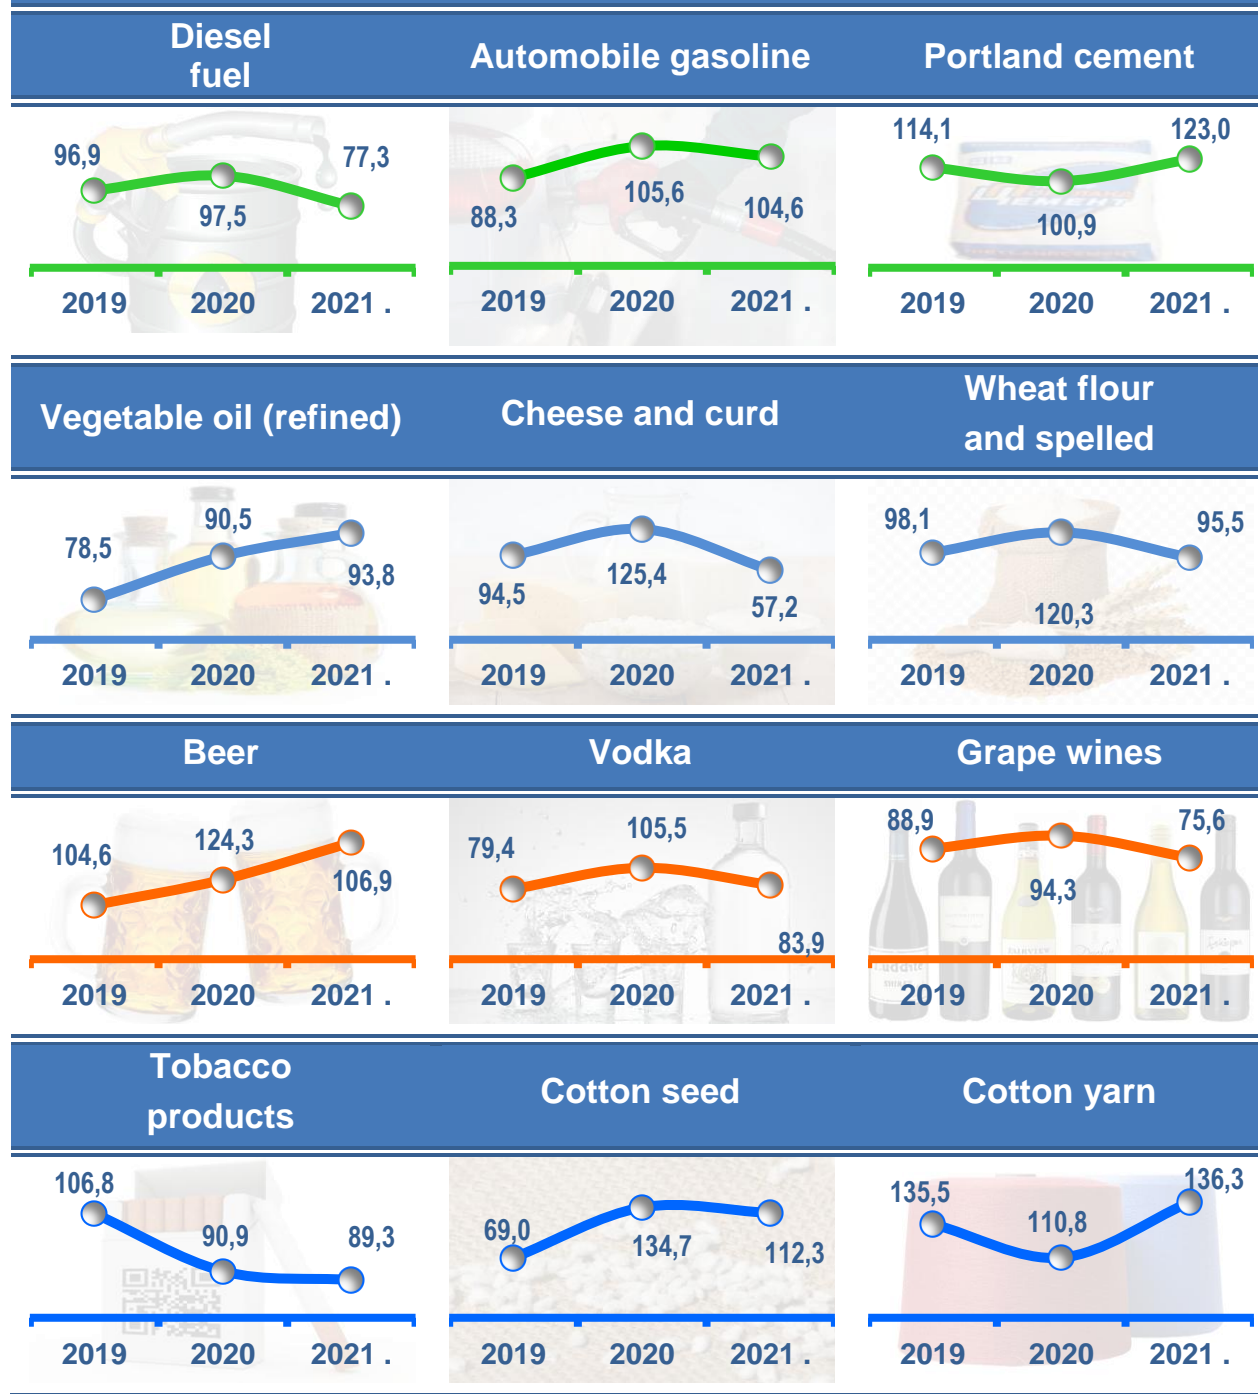 Diesel
fuel
Automobile gasoline
Portland cement
96,9
97,5
77,3
2019 2020 2021 .
88,3
105,6
104,6
2019 2020 2021 .
114,1
100,9
123,0
2019 2020 2021 .
Vegetable oil (refined)
Cheese and curd
Wheat flour
and spelled
78,5
90,5
93,8
2019 2020 2021 .
94,5
125,4
57,2
2019 2020 2021 .
98,1
120,3
95,5
2019 2020 2021 .
Beer
Vodka
Grape wines
104,6
124,3
106,9
2019 2020 2021 .
79,4
105,5
83,9
2019 2020 2021 .
88,9
94,3
75,6
2019 2020 2021 .
Tobacco
products
Cotton seed
Cotton yarn
106,8
90,9
89,3
2019 2020 2021 .
69,0
134,7
112,3
2019 2020 2021 .
135,5
110,8
136,3
2019 2020 2021 .